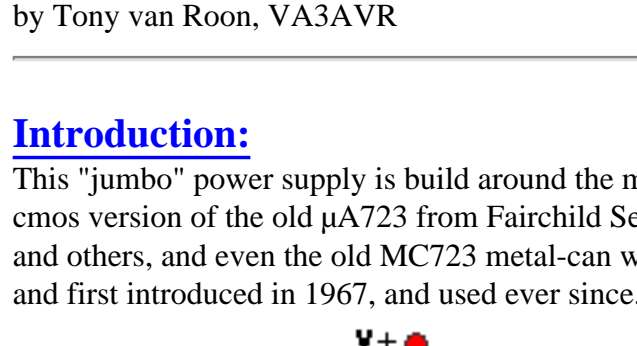 by Tony van Roon, VA3AVR
Introduction:
This "jumbo" power supply is build around the
cmos version of the old µA723 from Fairchild
and others, and even the old MC723 metal-can
and first introduced in 1967, and used ever since.
+